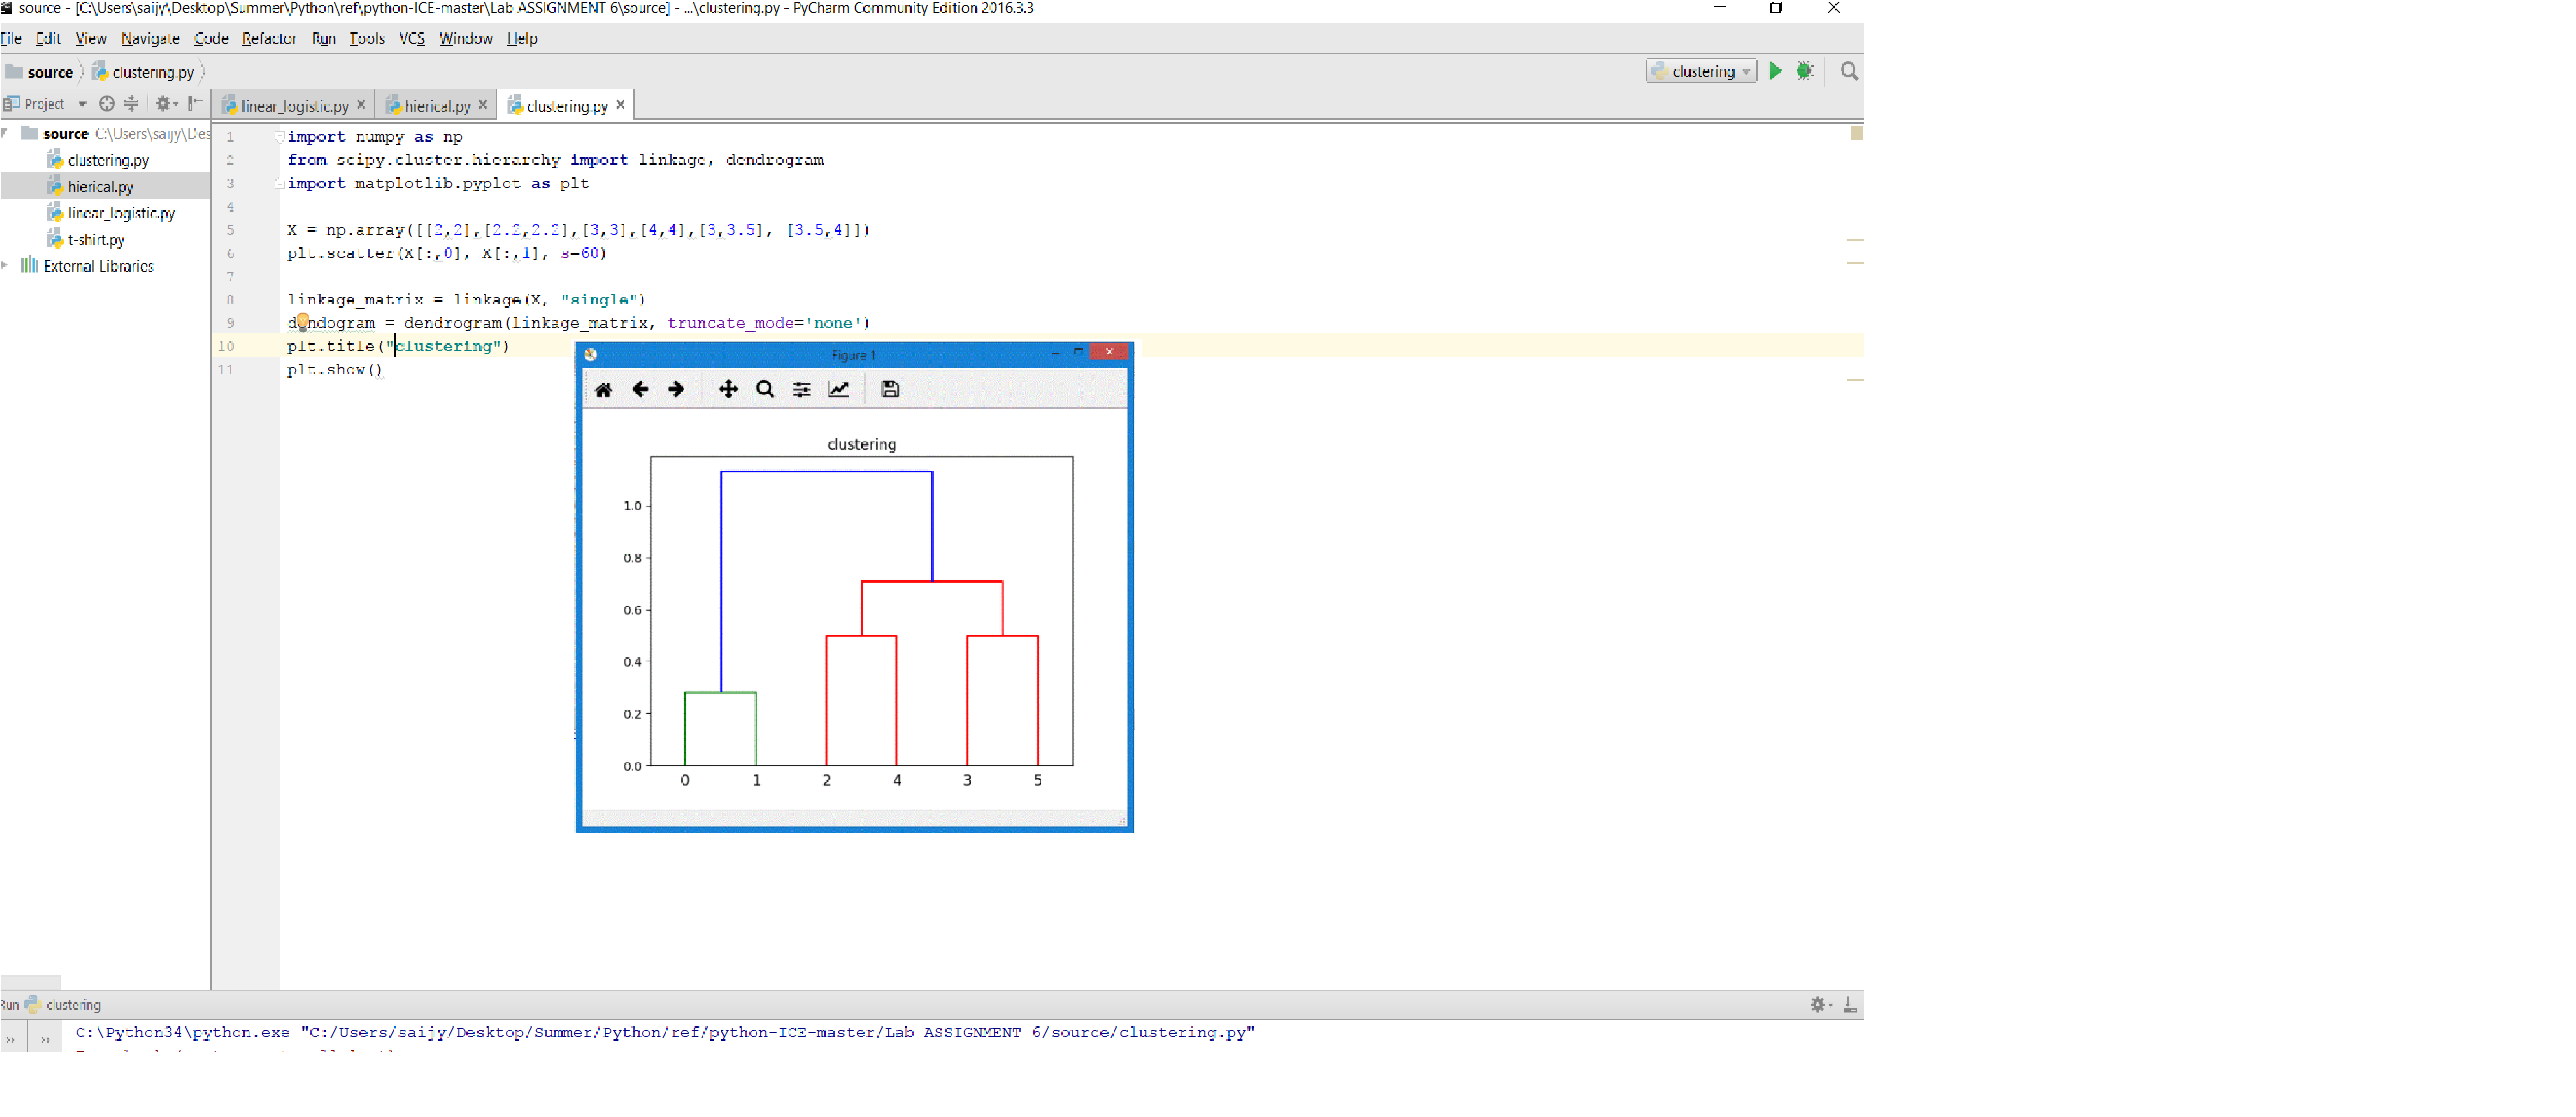 source - [C:\Users\saijy\Desktop\Summer\Python\ref\python-ICE-master\Lab ASSIGNMENT 6\source] - ...\clustering.py - PyCharm Community Edition 2016.3.3
File Edit View Navigate Code Refactor Run Tools VCS Window Help
source clustering.py clustering
Project linear_logistic.py hierical.py clustering.py
source C:\Users\saijy\Des
clustering.py
hierical.py
linear_logistic.py
t-shirt.py
External Libraries
1 import numpy as np
2 from scipy.cluster.hierarchy import linkage, dendrogram
3 import matplotlib.pyplot as plt
4
5 X = np.array([[2,2],[2.2,2.2],[3,3],[4,4],[3,3.5], [3.5,4]])
6 plt.scatter(X[:,0], X[:,1], s=60)
7
8 linkage_matrix = linkage(X, "single")
9 dendogram = dendrogram(linkage_matrix, truncate_mode='none')
10 plt.title("clustering")
11 plt.show()
Figure 1
clustering
1.0
0.8
0.6
0.4
0.2
0.0
0 1 2 4 3 5
Run clustering
C:\Python34\python.exe "C:/Users/saijy/Desktop/Summer/Python/ref/python-ICE-master/Lab ASSIGNMENT 6/source/clustering.py"